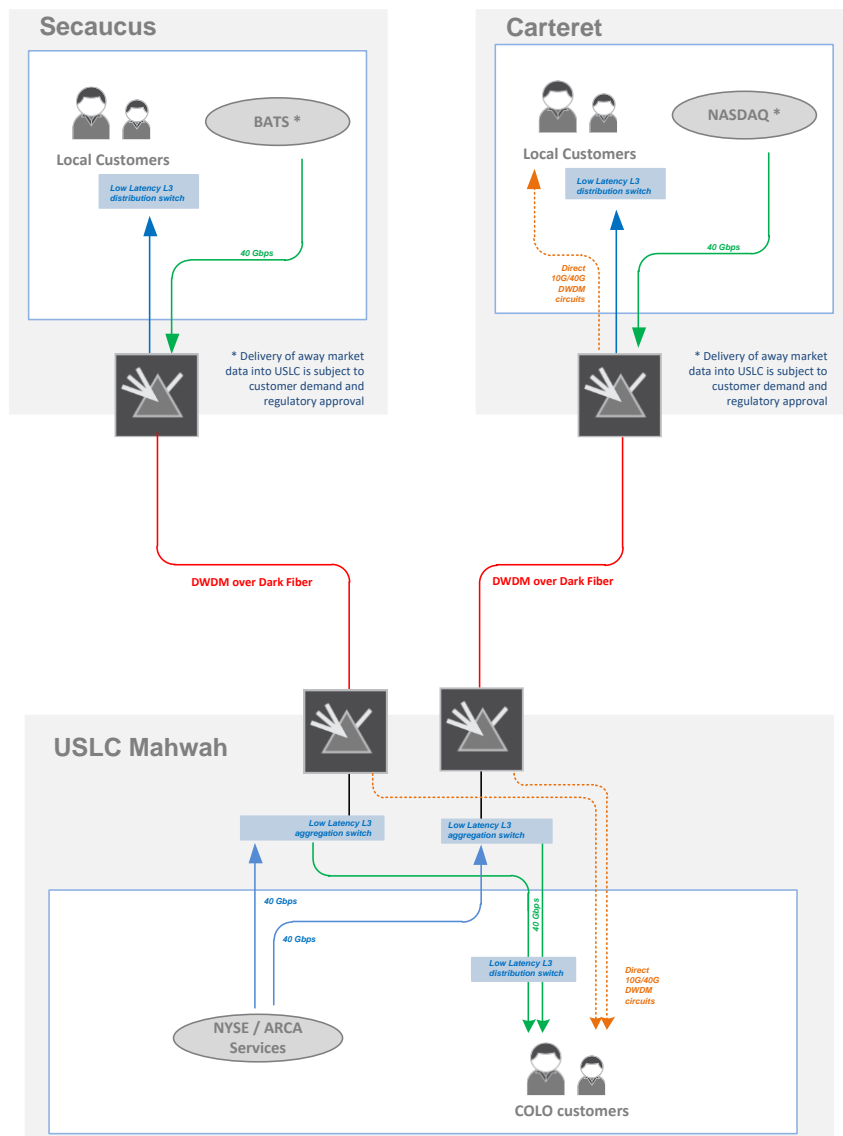 Secaucus
BATS *
Local Customers
Low Latency L3
distribution switch
40 Gbps
* Delivery of away market
data into USLC is subject to
customer demand and
regulatory approval
Carteret
NASDAQ *
Local Customers
Low Latency L3
distribution switch
40 Gbps
Direct
10G/40G
DWDM
circuits
* Delivery of away market
data into USLC is subject to
customer demand and
regulatory approval
DWDM over Dark Fiber
DWDM over Dark Fiber
USLC Mahwah
Low Latency L3
aggregation switch
Low Latency L3
aggregation switch
40 Gbps
40 Gbps
40 Gbps
Low Latency L3
distribution switch
Direct
10G/40G
DWDM
circuits
NYSE / ARCA
Services
COLO customers